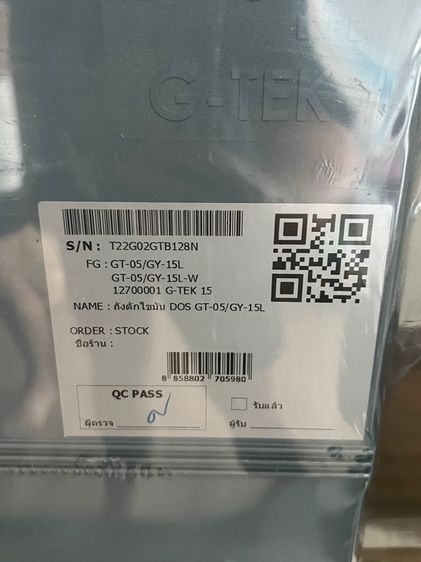 LIFE
G-TEK 1
S/N : T22G02GTB128N
FG : GT-05/GY-15L
GT-05/GY-15L-W
12700001 G-TEK 15
NAME : ถังดักไขมัน DOS GT-05/GY-15L
ORDER : STOCK
ชื่อร้าน :
8 858802 705980
QC PASS
ผู้ตรวจ
รับแล้ว
ผู้รับ